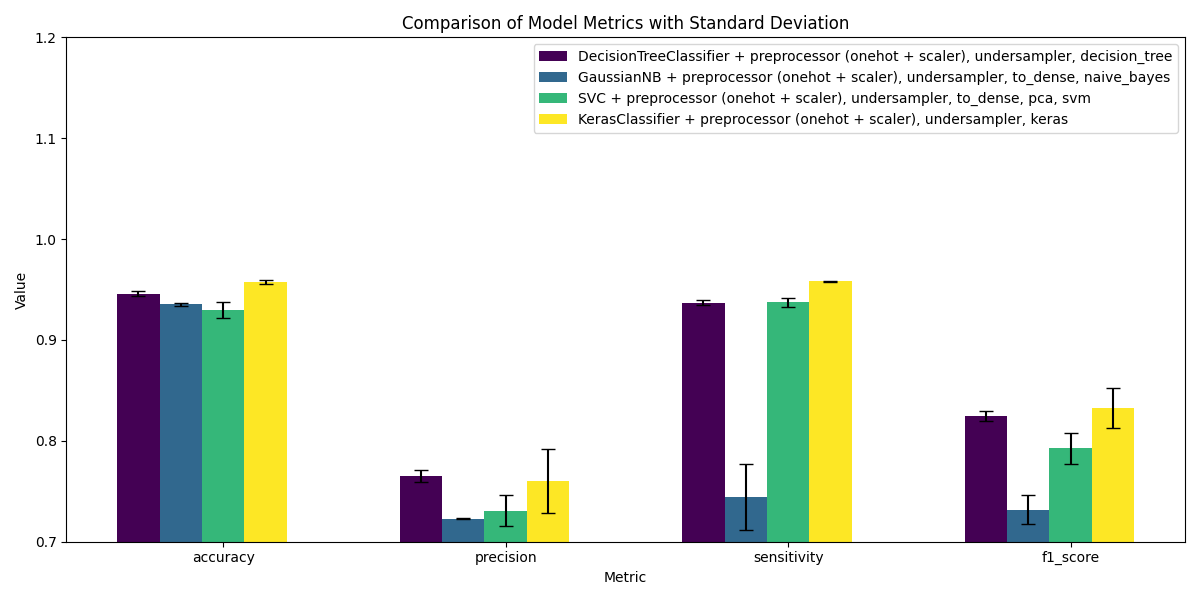 Comparison of Model Metrics with Standard Deviation
1.2
1.1
1.0
0.9
0.8
0.7
Value
DecisionTreeClassifier + preprocessor (onehot + scaler), undersampler, decision_tree
GaussianNB + preprocessor (onehot + scaler), undersampler, to_dense, naive_bayes
SVC + preprocessor (onehot + scaler), undersampler, to_dense, pca, svm
KerasClassifier + preprocessor (onehot + scaler), undersampler, keras
accuracy
precision
sensitivity
f1_score
Metric